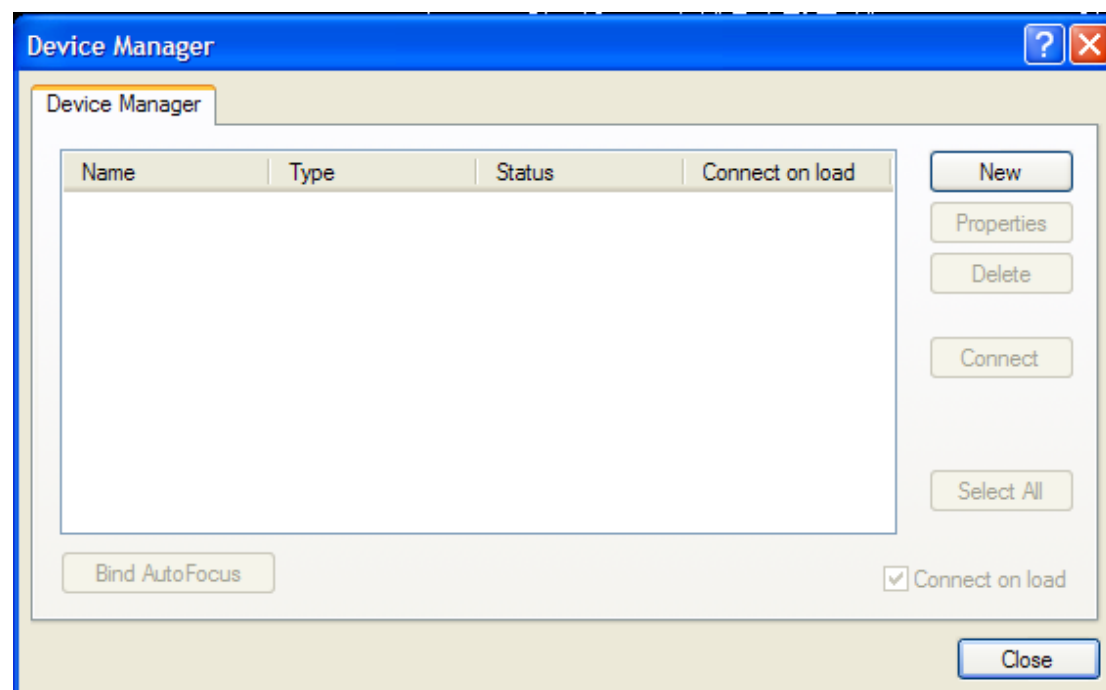 Device Manager
Device Manager
Name Type Status Connect on load
New
Properties
Delete
Connect
Select All
Bind AutoFocus
Connect on load
Close